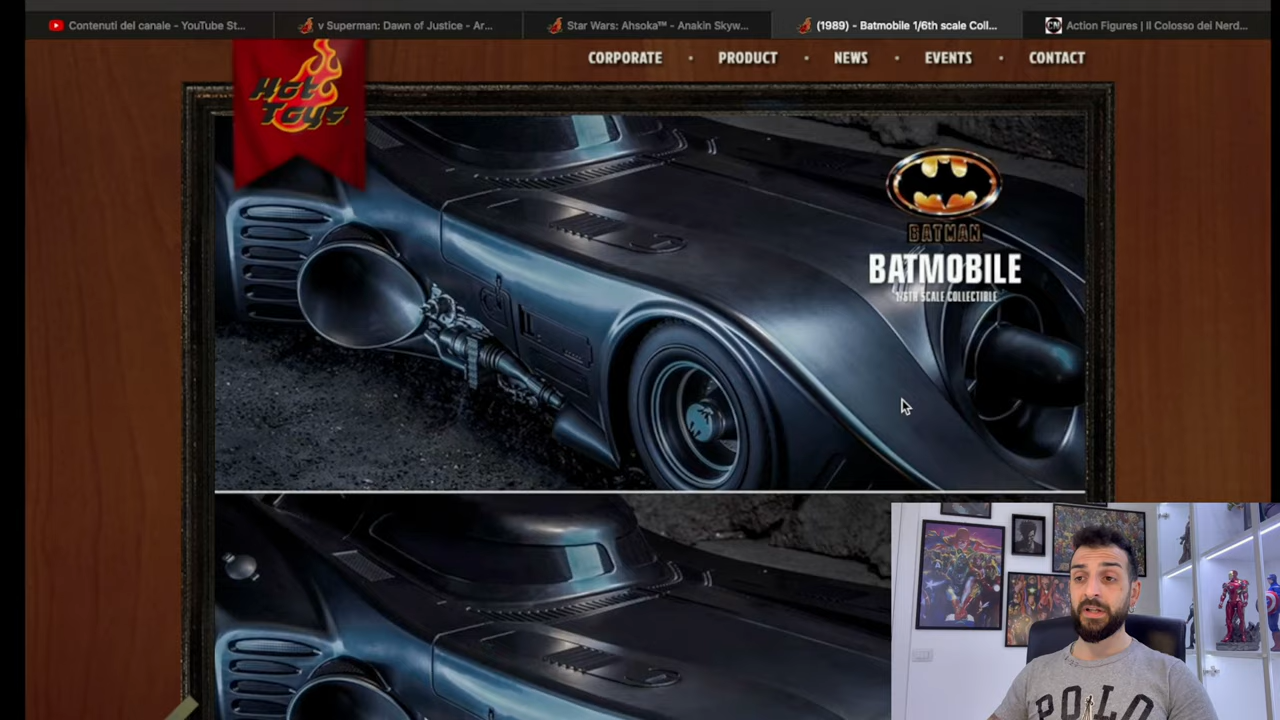 Contenuti del canale - YouTube St...
v Superman: Dawn of Justice - Ar...
Star Wars: Ahsoka™ - Anakin Skyw...
(1989) - Batmobile 1/6th scale Coll...
Action Figures | Il Colosso dei Nerd...
CORPORATE • PRODUCT • NEWS • EVENTS • CONTACT
Hot
Toys
BATMAN
BATMOBILE
1/6TH SCALE COLLECTIBLE
POLO